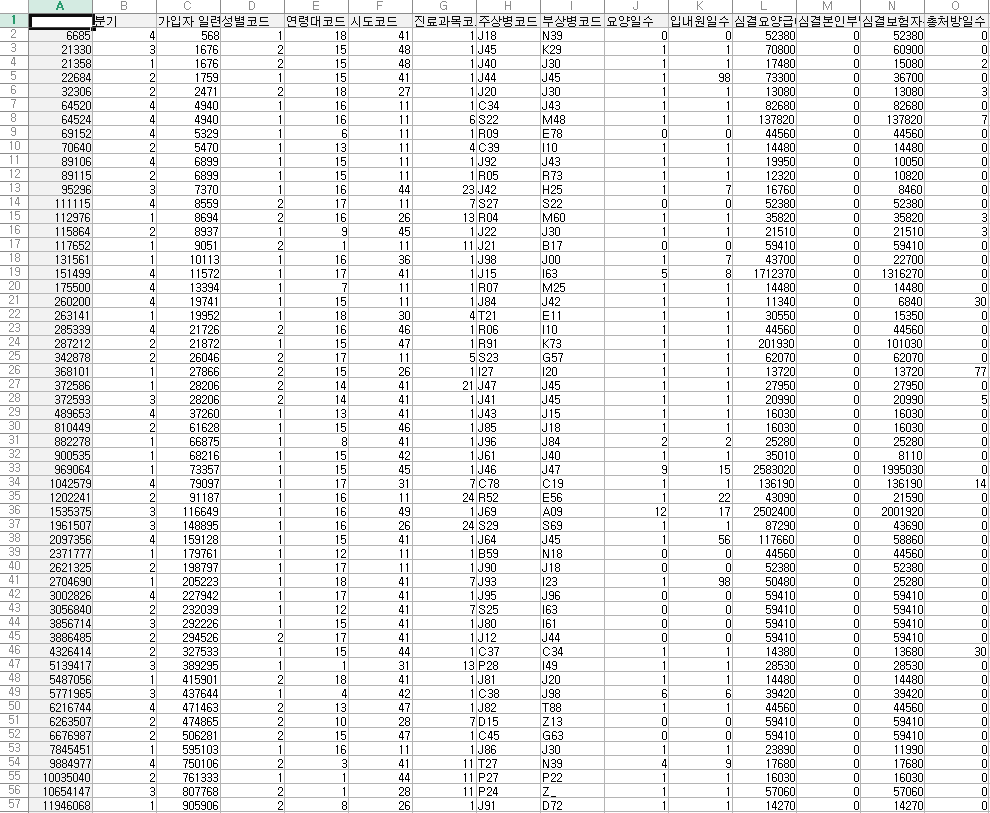 A B C D E F G H I J K L M N O
1 분기 가입자 일련 성별코드 연령대코드 시도코드 진료과목코 주상병코드 부상병코드 요양일수 입내원일수 심결요양급 심결본인부 심결보험자 총처방일수
2 6685 4 568 1 18 41 1 J18 N39 0 0 52380 0 52380 0
3 21330 3 1676 2 15 48 1 J45 K29 1 1 70800 0 60900 0
4 21358 1 1676 2 15 48 1 J40 J30 1 1 17480 0 15080 2
5 22684 2 1759 1 15 41 1 J44 J45 1 98 73300 0 36700 0
6 32306 2 2471 2 18 27 1 J20 J30 1 1 13080 0 13080 3
7 64520 4 4940 1 16 11 1 C34 J43 1 1 82680 0 82680 0
8 64524 4 4940 1 16 11 6 S22 M48 1 1 137820 0 137820 7
9 69152 4 5329 1 6 11 1 R09 E78 0 0 44560 0 44560 0
10 70640 2 5470 1 13 11 4 C39 I10 1 1 14480 0 14480 0
11 89106 4 6899 1 15 11 1 J92 J43 1 1 19950 0 10050 0
12 89115 2 6899 1 15 11 1 R05 R73 1 1 12320 0 10820 0
13 95296 3 7370 1 16 44 23 J42 H25 1 7 16760 0 8460 0
14 111115 4 8559 2 17 11 7 S27 S22 0 0 52380 0 52380 0
15 112976 1 8694 2 16 26 13 R04 M60 1 1 35820 0 35820 3
16 115864 2 8937 1 9 45 1 J22 J30 1 1 21510 0 21510 3
17 117652 1 9051 2 1 11 11 J21 B17 0 0 59410 0 59410 0
18 131561 1 10113 1 16 36 1 J98 J00 1 7 43700 0 22700 0
19 151499 4 11572 1 17 41 1 J15 I63 5 8 1712370 0 1316270 0
20 175500 4 13394 1 7 11 1 R07 M25 1 1 14480 0 14480 0
21 260200 4 19741 1 15 11 1 J84 J42 1 1 11340 0 6840 30
22 263141 1 19952 1 18 30 4 T21 E11 1 1 30550 0 15350 0
23 285339 4 21726 2 16 46 1 R06 I10 1 1 44560 0 44560 0
24 287212 2 21872 1 15 47 1 R91 K73 1 1 201930 0 101030 0
25 342878 2 26046 2 17 11 5 S23 G57 1 1 62070 0 62070 0
26 368101 1 27866 2 15 26 1 I27 I20 1 1 13720 0 13720 77
27 372586 1 28206 2 14 41 21 J47 J45 1 1 27950 0 27950 0
28 372593 3 28206 2 14 41 1 J41 J45 1 1 20990 0 20990 5
29 489653 4 37260 1 13 41 1 J43 J15 1 1 16030 0 16030 0
30 810449 2 61628 1 15 46 1 J85 J18 1 1 16030 0 16030 0
31 882278 1 66875 1 8 41 1 J96 J84 2 2 25280 0 25280 0
32 900535 1 68216 1 15 42 1 J61 J40 1 1 35010 0 8110 0
33 969064 1 73357 1 15 45 1 J46 J47 9 15 2583020 0 1995030 0
34 1042579 4 79097 1 17 31 7 C78 C19 1 1 136190 0 136190 14
35 1202241 2 91187 1 16 11 24 R52 E56 1 22 43090 0 21590 0
36 1535375 3 116649 1 16 49 1 J69 A09 12 17 2502400 0 2001920 0
37 1961507 3 148895 1 16 26 24 S29 S69 1 1 87290 0 43690 0
38 2097356 4 159128 1 15 41 1 J64 J45 1 56 117660 0 58860 0
39 2371777 1 179761 1 12 11 1 B59 N18 0 0 44560 0 44560 0
40 2621325 2 198797 1 17 11 1 J90 J18 0 0 52380 0 52380 0
41 2704690 1 205223 1 18 41 7 J93 I23 1 98 50480 0 25280 0
42 3002826 4 227942 1 17 41 1 J95 J96 0 0 59410 0 59410 0
43 3056840 2 232039 1 12 41 7 S25 I63 0 0 59410 0 59410 0
44 3856714 3 292226 1 15 41 1 J80 I61 0 0 59410 0 59410 0
45 3886485 2 294526 2 17 41 1 J12 J44 0 0 59410 0 59410 0
46 4326414 2 327533 1 15 44 1 C37 C34 1 1 14380 0 13680 30
47 5139417 3 389295 1 1 31 13 P28 I49 1 1 28530 0 28530 0
48 5487056 1 415901 2 18 41 1 J81 J20 1 1 14480 0 14480 0
49 5771965 3 437644 1 4 42 1 C38 J98 6 6 39420 0 39420 0
50 6216744 4 471463 2 13 47 1 J82 T88 1 1 44560 0 44560 0
51 6263507 2 474865 2 10 28 7 D15 Z13 0 0 59410 0 59410 0
52 6676987 2 506281 2 15 47 1 C45 G63 0 0 59410 0 59410 0
53 7845451 1 595103 1 16 11 1 J86 J30 1 1 23890 0 11990 0
54 9884977 4 750106 2 3 41 11 T27 N39 4 9 17680 0 17680 0
55 10035040 2 761333 1 1 44 11 P27 P22 1 1 16030 0 16030 0
56 10654147 3 807768 2 1 28 11 P24 Z_ 1 1 57060 0 57060 0
57 11946068 1 905906 2 8 26 1 J91 D72 1 1 14270 0 14270 0